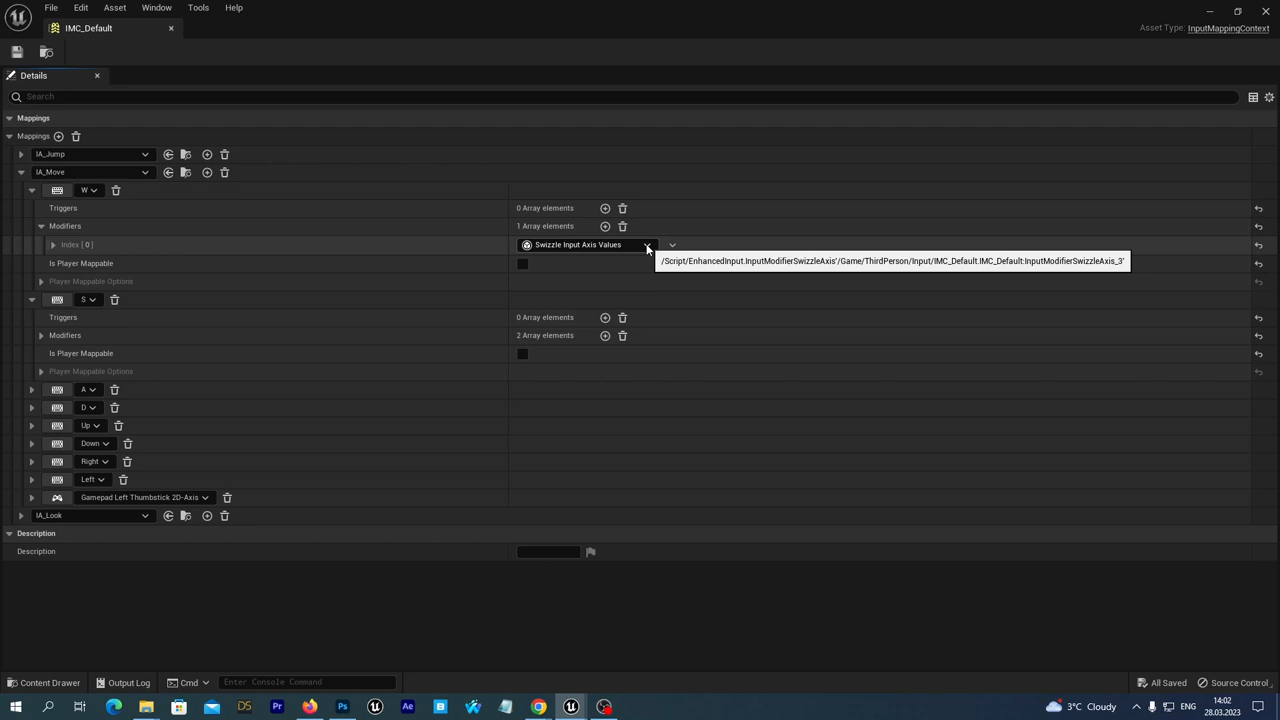 File Edit Asset Window Tools Help
IMC_Default
Asset Type: InputMappingContext
Details
Search
Mappings
Mappings
IA_Jump
IA_Move
W
Triggers 0 Array elements
Modifiers 1 Array elements
Index [ 0 ] Swizzle Input Axis Values
/Script/EnhancedInput.InputModifierSwizzleAxis'/Game/ThirdPerson/Input/IMC_Default.IMC_Default:InputModifierSwizzleAxis_3'
Is Player Mappable
Player Mappable Options
S
Triggers 0 Array elements
Modifiers 2 Array elements
Is Player Mappable
Player Mappable Options
A
D
Up
Down
Right
Left
Gamepad Left Thumbstick 2D-Axis
IA_Look
Description
Description
Content Drawer Output Log Cmd Enter Console Command All Saved Source Control
DS Pr Ps Ae 3°C Cloudy ENG 14:02
28.03.2023